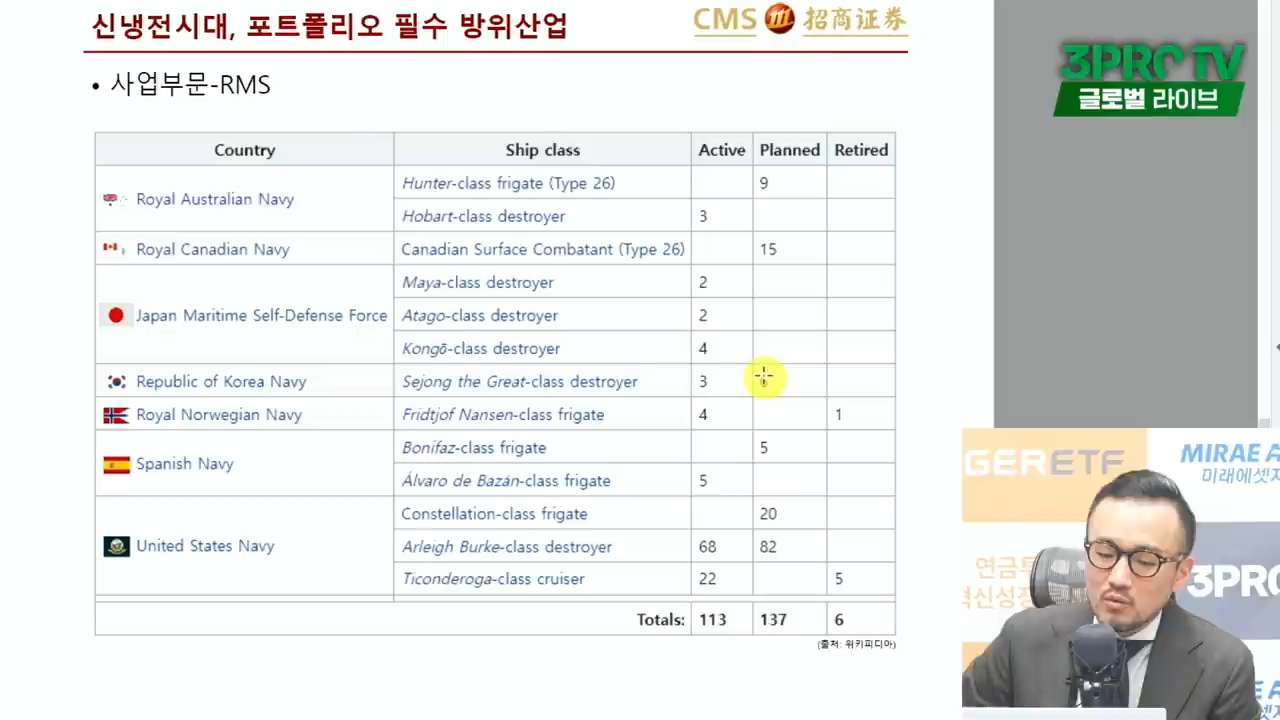 신냉전시대, 포트폴리오 필수 방위산업
CMS 招商证券
3PRO TV
글로벌 라이브
• 사업부문-RMS
Country Ship class Active Planned Retired
Royal Australian Navy
Hunter-class frigate (Type 26) 9
Hobart-class destroyer 3
Royal Canadian Navy Canadian Surface Combatant (Type 26) 15
Japan Maritime Self-Defense Force
Maya-class destroyer 2
Atago-class destroyer 2
Kongō-class destroyer 4
Republic of Korea Navy Sejong the Great-class destroyer 3
Royal Norwegian Navy Fridtjof Nansen-class frigate 4 1
Spanish Navy
Bonifaz-class frigate 5
Álvaro de Bazán-class frigate 5
United States Navy
Constellation-class frigate 20
Arleigh Burke-class destroyer 68 82
Ticonderoga-class cruiser 22 5
Totals: 113 137 6
(출처: 위키피디아)
GERETF
MIRAE A
미래에셋자
연금투
혁신성장
3PRO